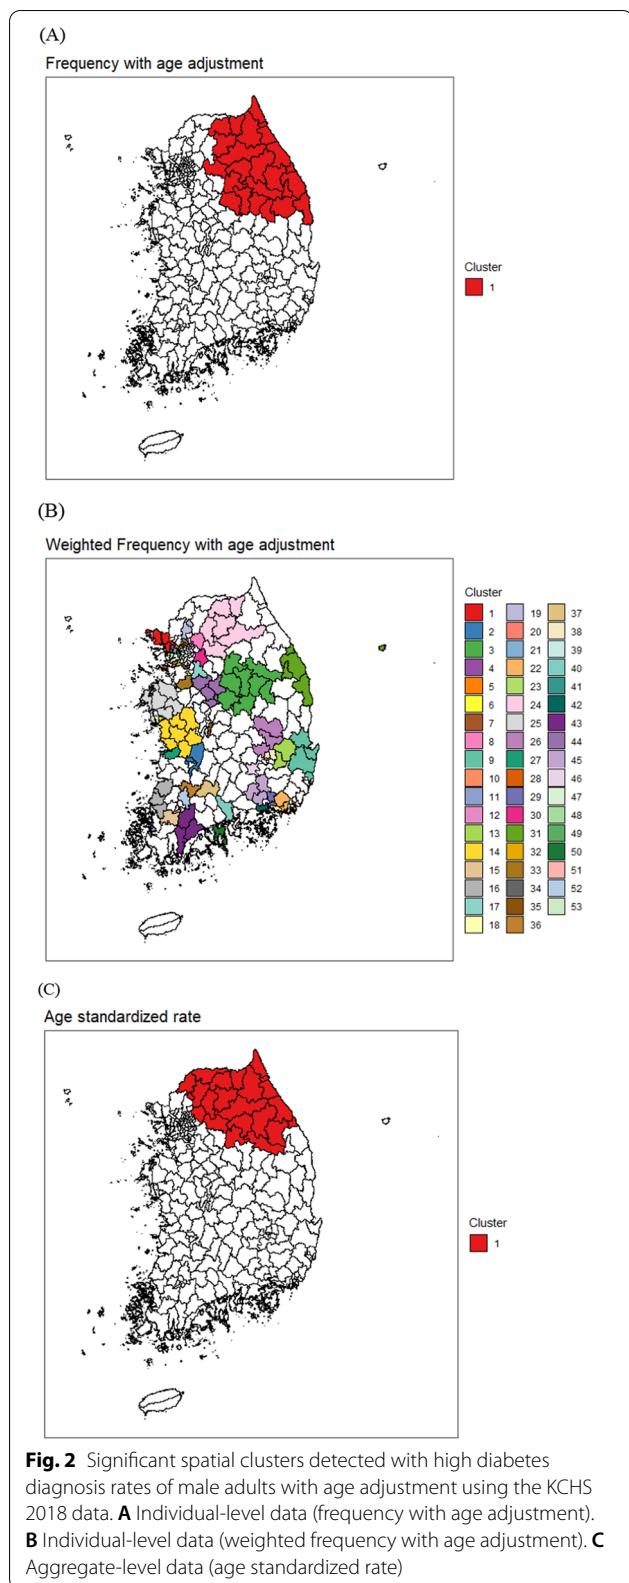 (A)
Frequency with age adjustment
Cluster
1
(B)
Weighted Frequency with age adjustment
Cluster
1 19 37
2 20 38
3 21 39
4 22 40
5 23 41
6 24 42
7 25 43
8 26 44
9 27 45
10 28 46
11 29 47
12 30 48
13 31 49
14 32 50
15 33 51
16 34 52
17 35 53
18 36
(C)
Age standardized rate
Cluster
1
Fig. 2 Significant spatial clusters detected with high diabetes
diagnosis rates of male adults with age adjustment using the KCHS
2018 data. A Individual-level data (frequency with age adjustment).
B Individual-level data (weighted frequency with age adjustment). C
Aggregate-level data (age standardized rate)